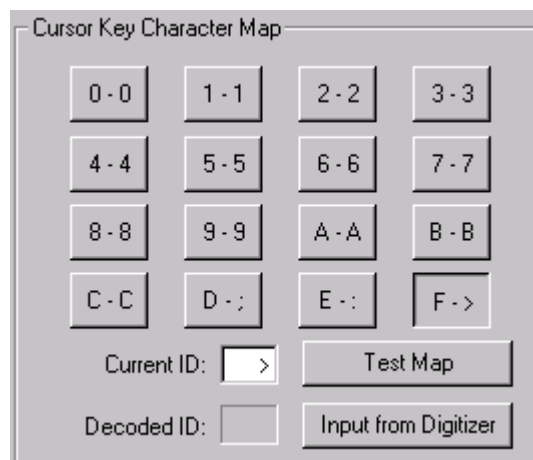 Cursor Key Character Map
0 - 0 1 - 1 2 - 2 3 - 3
4 - 4 5 - 5 6 - 6 7 - 7
8 - 8 9 - 9 A - A B - B
C - C D - ; E - : F - >
Current ID: > Test Map
Decoded ID: Input from Digitizer